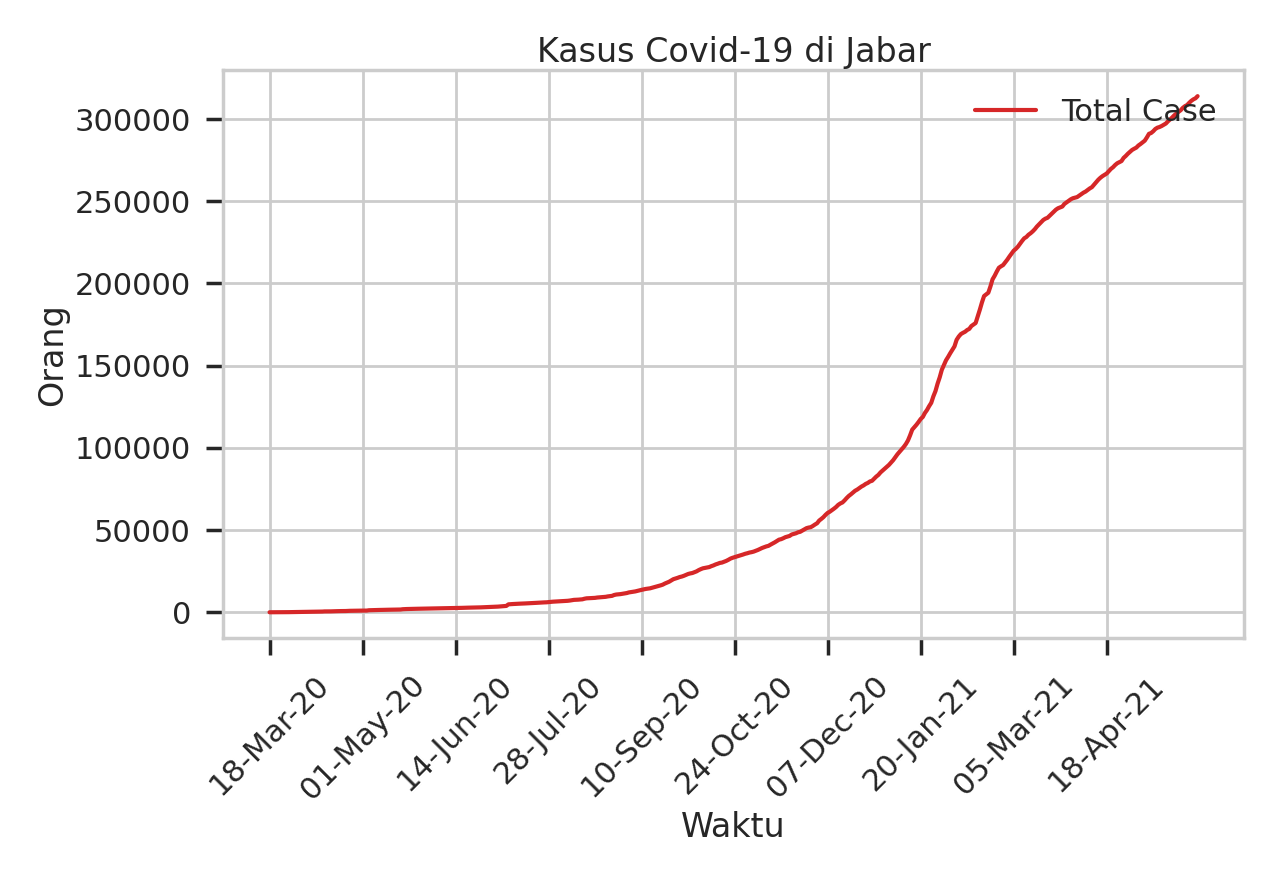 Kasus Covid-19 di Jabar
Total Case
Orang
300000
250000
200000
150000
100000
50000
0
18-Mar-20
01-May-20
14-Jun-20
28-Jul-20
10-Sep-20
24-Oct-20
07-Dec-20
20-Jan-21
05-Mar-21
18-Apr-21
Waktu